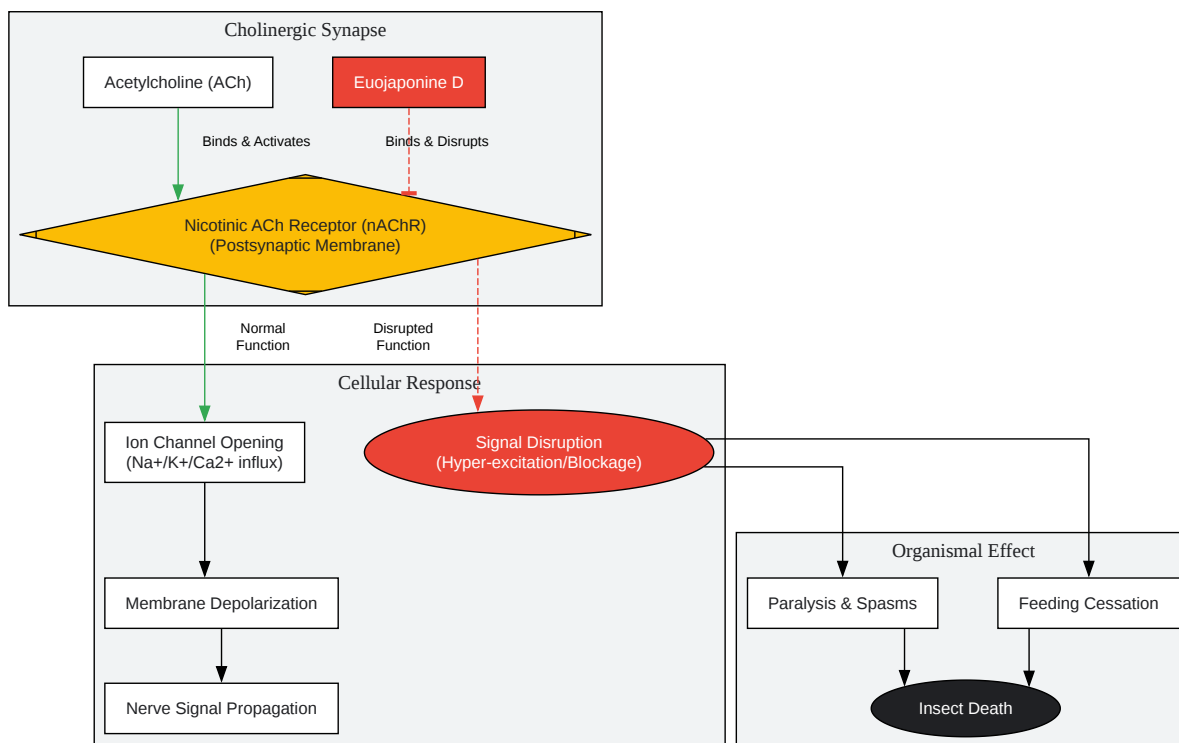 Cholinergic Synapse
Acetylcholine (ACh)
Euojaponine D
Binds & Activates
Binds & Disrupts
Nicotinic ACh Receptor (nAChR)
(Postsynaptic Membrane)
Normal
Function
Disrupted
Function
Cellular Response
Ion Channel Opening
(Na+/K+/Ca2+ influx)
Signal Disruption
(Hyper-excitation/Blockage)
Organismal Effect
Membrane Depolarization
Paralysis & Spasms
Feeding Cessation
Nerve Signal Propagation
Insect Death